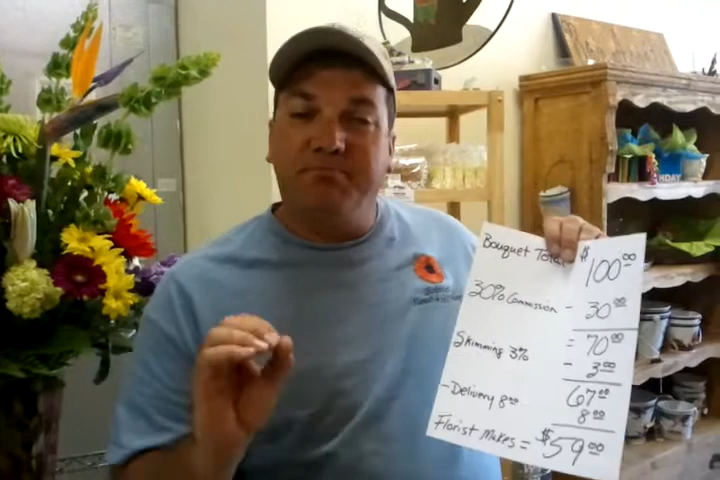 Bouquet Total $100.00
30% Commission - 30.00
= 70.00
Skimming 3% - 3.00
67.00
- Delivery 8.00 8.00
Florist Makes = $59.00
HDAY